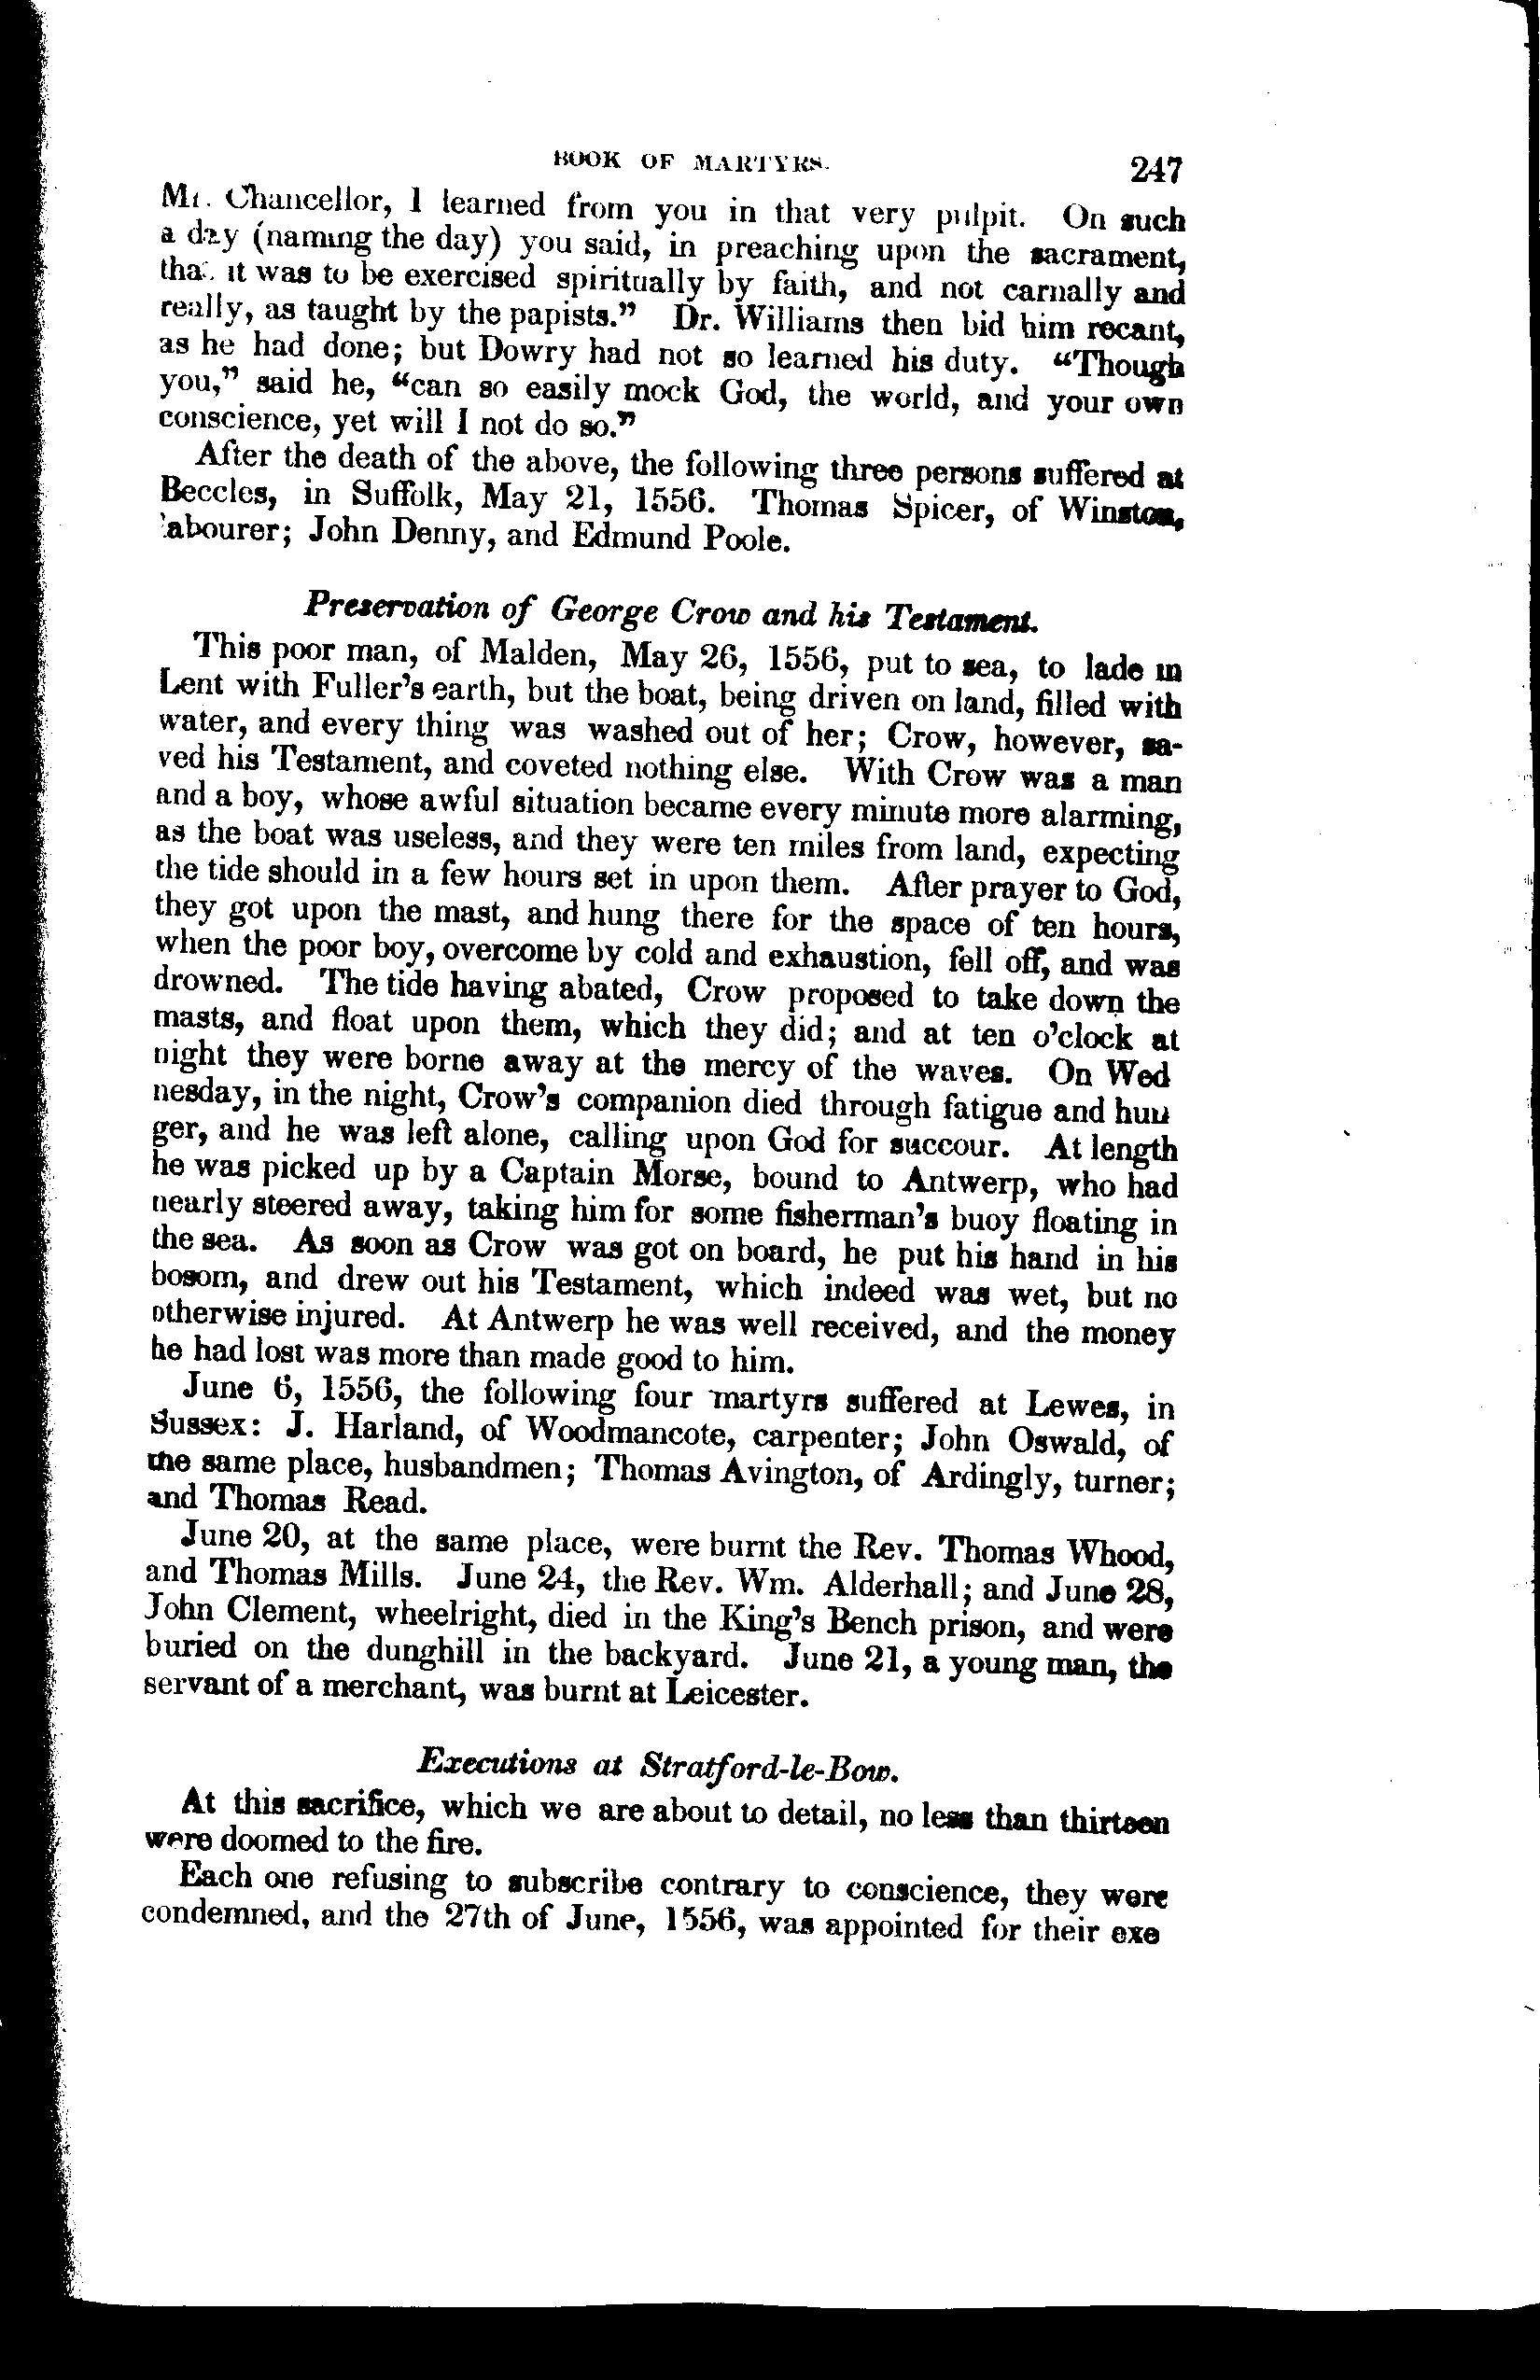 BOOK OF MARTYRS. 247
Mr. Chancellor, I learned from you in that very pulpit. On such
a day (naming the day) you said, in preaching upon the sacrament,
that it was to be exercised spiritually by faith, and not carnally and
really, as taught by the papists.” Dr. Williams then bid him recant,
as he had done; but Dowry had not so learned his duty. “Though
you,” said he, “can so easily mock God, the world, and your own
conscience, yet will I not do so.”
After the death of the above, the following three persons suffered at
Beccles, in Suffolk, May 21, 1556. Thomas Spicer, of Winston,
labourer; John Denny, and Edmund Poole.
Preservation of George Crow and his Testament.
This poor man, of Malden, May 26, 1556, put to sea, to lade in
Lent with Fuller's earth, but the boat, being driven on land, filled with
water, and every thing was washed out of her; Crow, however, sa-
ved his Testament, and coveted nothing else. With Crow was a man
and a boy, whose awful situation became every minute more alarming,
as the boat was useless, and they were ten miles from land, expecting
the tide should in a few hours set in upon them. After prayer to God,
they got upon the mast, and hung there for the space of ten hours,
when the poor boy, overcome by cold and exhaustion, fell off, and was
drowned. The tide having abated, Crow proposed to take down the
masts, and float upon them, which they did; and at ten o'clock at
night they were borne away at the mercy of the waves. On Wed
nesday, in the night, Crow's companion died through fatigue and hun
ger, and he was left alone, calling upon God for succour. At length
he was picked up by a Captain Morse, bound to Antwerp, who had
nearly steered away, taking him for some fisherman's buoy floating in
the sea. As soon as Crow was got on board, he put his hand in his
bosom, and drew out his Testament, which indeed was wet, but no
otherwise injured. At Antwerp he was well received, and the money
he had lost was more than made good to him.
June 6, 1556, the following four martyrs suffered at Lewes, in
Sussex: J. Harland, of Woodmancote, carpenter; John Oswald, of
the same place, husbandmen; Thomas Avington, of Ardingly, turner;
and Thomas Read.
June 20, at the same place, were burnt the Rev. Thomas Whood,
and Thomas Mills. June 24, the Rev. Wm. Alderhall; and June 28,
John Clement, wheelright, died in the King's Bench prison, and were
buried on the dunghill in the backyard. June 21, a young man, the
servant of a merchant, was burnt at Leicester.
Executions at Stratford-le-Bow.
At this sacrifice, which we are about to detail, no less than thirteen
were doomed to the fire.
Each one refusing to subscribe contrary to conscience, they were
condemned, and the 27th of June, 1556, was appointed for their exe